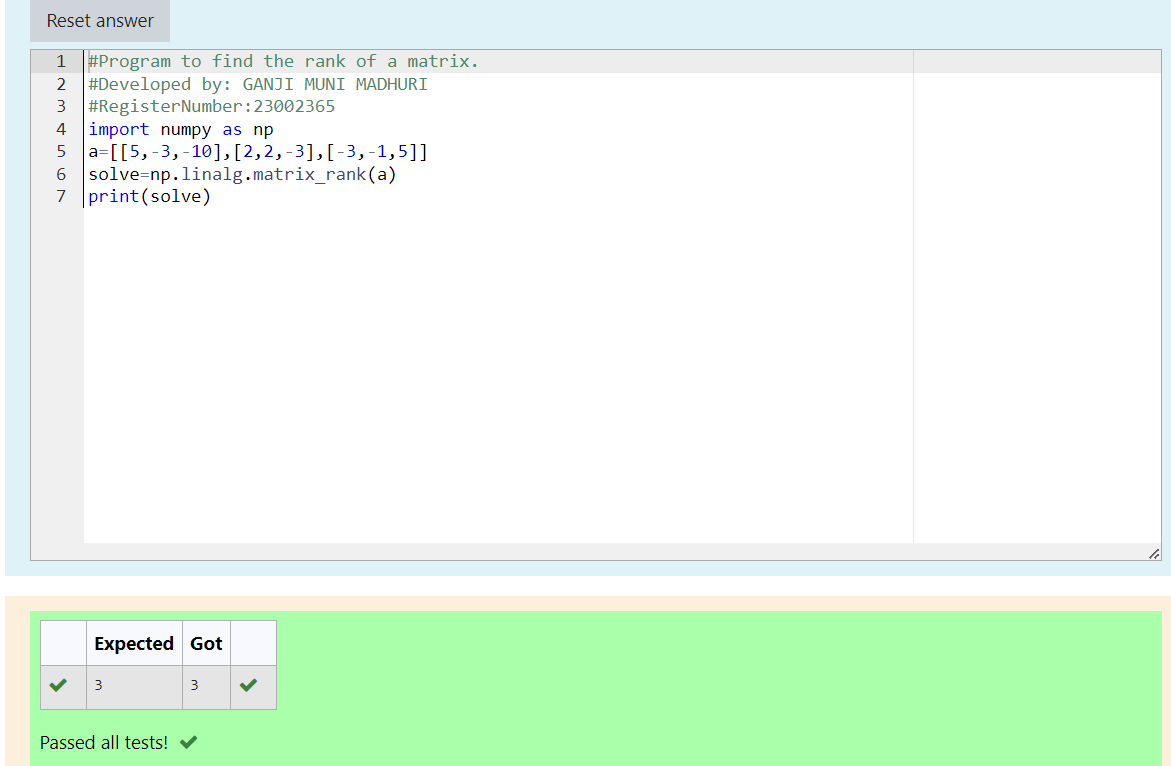 Reset answer
1 #Program to find the rank of a matrix.
2 #Developed by: GANJI MUNI MADHURI
3 #RegisterNumber:23002365
4 import numpy as np
5 a=[[5,-3,-10],[2,2,-3],[-3,-1,5]]
6 solve=np.linalg.matrix_rank(a)
7 print(solve)
Expected Got
3 3
Passed all tests!